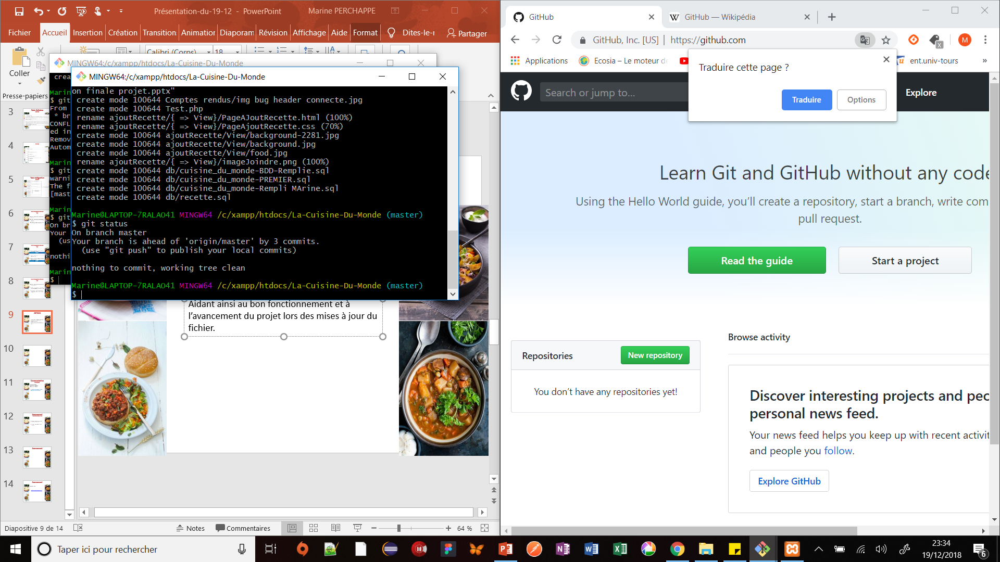 Présentation-du-19-12 - PowerPoint
Marine PERCHAPPE
Fichier
Accueil
Insertion
Création
Transition
Animation
Diaporam
Révision
Affichage
Aide
Format
Dites-le-
Partager
Coller
Presse-papiers
Calibri (Corps)
18
MINGW64:/c/xampp/htdocs/La-Cuisine-Du-Monde
MINGW64:/c/xampp/htdocs/La-Cuisine-Du-Monde
on finale projet.pptx"
create mode 100644 Comptes rendus/img bug header connecte.jpg
create mode 100644 Test.php
rename ajoutRecette/{ => View}/PageAJoutRecette.html (100%)
rename ajoutRecette/{ => View}/PageAjoutRecette.css (70%)
create mode 100644 ajoutRecette/View/background-2281.jpg
create mode 100644 ajoutRecette/View/background.jpg
create mode 100644 ajoutRecette/View/food.jpg
rename ajoutRecette/{ => View}/imageJoindre.png (100%)
create mode 100644 db/cuisine_du_monde-BDD-Remplie.sql
create mode 100644 db/cuisine_du_monde-PREMIER.sql
create mode 100644 db/cuisine_du_monde-Rempli MArine.sql
create mode 100644 db/recette.sql
Marine@LAPTOP-7RALAO41 MINGW64 /c/xampp/htdocs/La-Cuisine-Du-Monde (master)
$ git status
On branch master
Your branch is ahead of 'origin/master' by 3 commits.
(use "git push" to publish your local commits)
nothing to commit, working tree clean
Marine@LAPTOP-7RALAO41 MINGW64 /c/xampp/htdocs/La-Cuisine-Du-Monde (master)
$
crea
Marin
$ git
From
* br
CONFL
ed in
Remov
Autom
Marin
$ git
warni
The f
[mast
Marin
$ git
On br
Your
(us
nothi
Marin
$
3
4
5
6
7
8
9
10
11
12
13
14
Aidant ainsi au bon fonctionnement et à
l’avancement du projet lors des mises à jour du
fichier.
Diapositive 9 de 14
Notes
Commentaires
64 %
GitHub
GitHub — Wikipédia
GitHub, Inc. [US] | https://github.com
M
Applications
Ecosia – Le moteur de
ent.univ-tours
»
Traduire cette page ?
Traduire
Options
Search or jump to...
Explore
Learn Git and GitHub without any code
Using the Hello World guide, you’ll create a repository, start a branch, write com
pull request.
Read the guide
Start a project
Repositories
New repository
You don’t have any repositories yet!
Browse activity
Discover interesting projects and pec
personal news feed.
Your news feed helps you keep up with recent activit
and people you follow.
Explore GitHub
Taper ici pour rechercher
23:34
19/12/2018
6